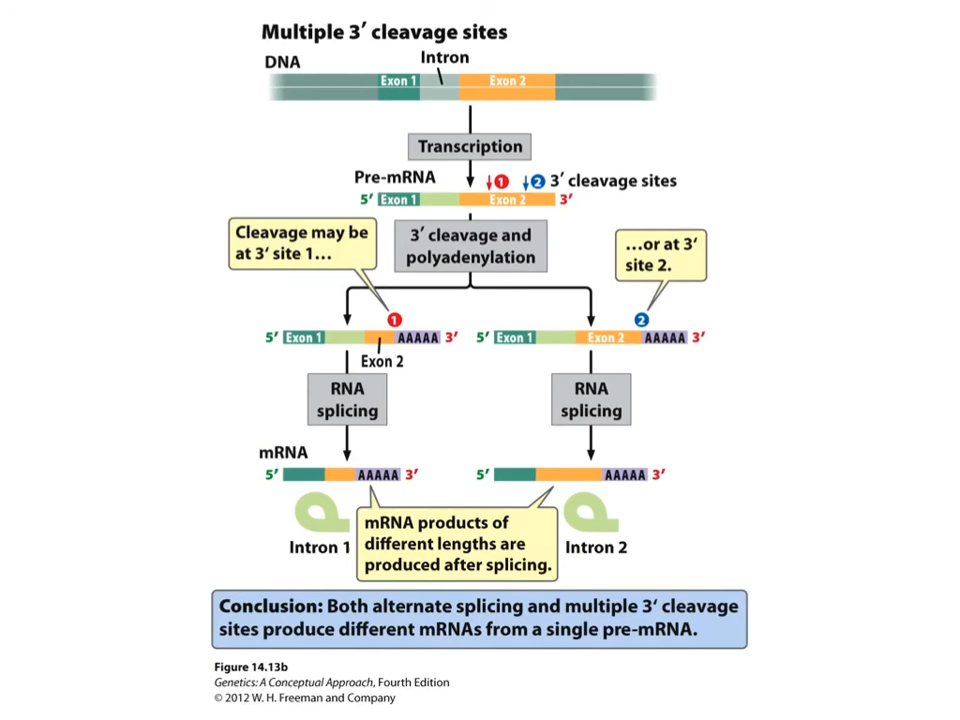 Multiple 3′ cleavage sites
DNA
Intron
Exon 1
Exon 2
Transcription
Pre-mRNA
1
2
3′ cleavage sites
5′
Exon 1
Exon 2
3′
Cleavage may be
at 3′ site 1...
3′ cleavage and
polyadenylation
...or at 3′
site 2.
1
2
5′ Exon 1 AAAAA 3′
Exon 2
5′ Exon 1 Exon 2 AAAAA 3′
RNA
splicing
RNA
splicing
mRNA
5′ AAAAA 3′
5′ AAAAA 3′
Intron 1
mRNA products of
different lengths are
produced after splicing.
Intron 2
Conclusion: Both alternate splicing and multiple 3′ cleavage
sites produce different mRNAs from a single pre-mRNA.
Figure 14.13b
Genetics: A Conceptual Approach, Fourth Edition
© 2012 W. H. Freeman and Company